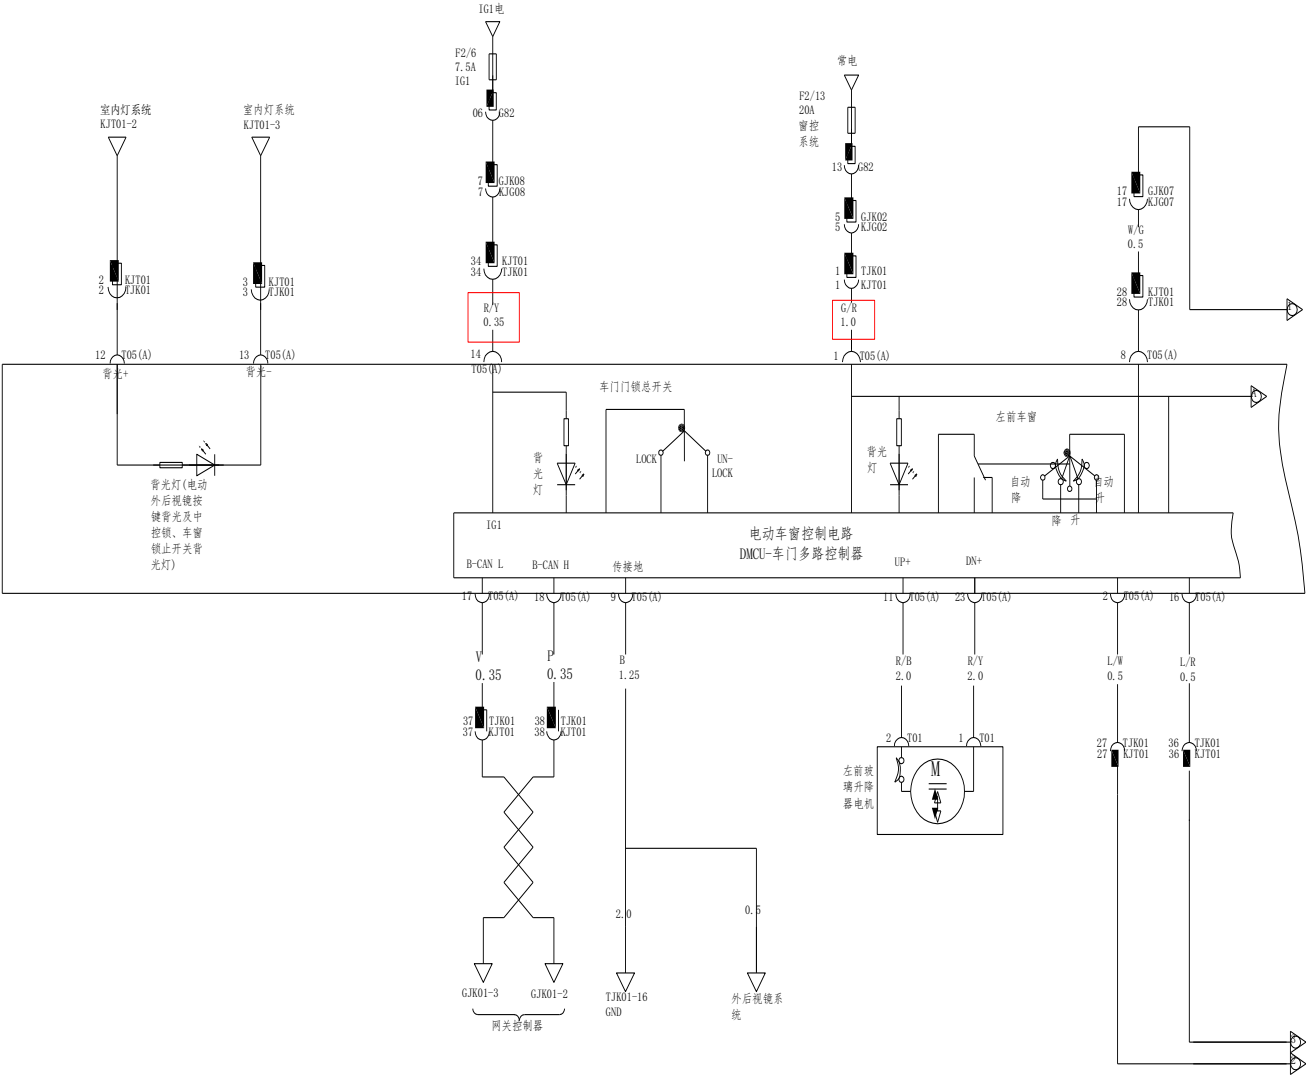 IG1电
F2/6
7.5A
IG1
06
G82
7
GJK08
7
KJG08
34
KJT01
34
TJK01
R/Y
0.35
14
T05(A)
常电
F2/13
20A
窗控
系统
13
G82
5
GJK02
5
KJG02
1
TJK01
1
KJT01
G/R
1.0
1
T05(A)
室内灯系统
KJT01-2
2
KJT01
2
TJK01
12
T05(A)
背光+
室内灯系统
KJT01-3
3
KJT01
3
TJK01
13
T05(A)
背光-
17
GJK07
17
KJG07
W/G
0.5
28
KJT01
28
TJK01
8
T05(A)
A
背光灯(电动
外后视镜按
键背光及中
控锁、车窗
锁止开关背
光灯)
背
光
灯
车门门锁总开关
LOCK
UN-
LOCK
背光
灯
左前车窗
自动
降
自动
升
降
升
IG1
电动车窗控制电路
DMCU-车门多路控制器
B-CAN L
B-CAN H
传接地
UP+
DN+
17
T05(A)
18
T05(A)
9
T05(A)
11
T05(A)
23
T05(A)
2
T05(A)
16
T05(A)
V
0.35
P
0.35
B
1.25
R/B
2.0
R/Y
2.0
L/W
0.5
L/R
0.5
37
TJK01
37
KJT01
38
TJK01
38
KJT01
2
T01
1
T01
左前玻
璃升降
器电机
M
27
TJK01
27
KJT01
36
TJK01
36
KJT01
2.0
0.5
GJK01-3
GJK01-2
网关控制器
TJK01-16
GND
外后视镜系
统